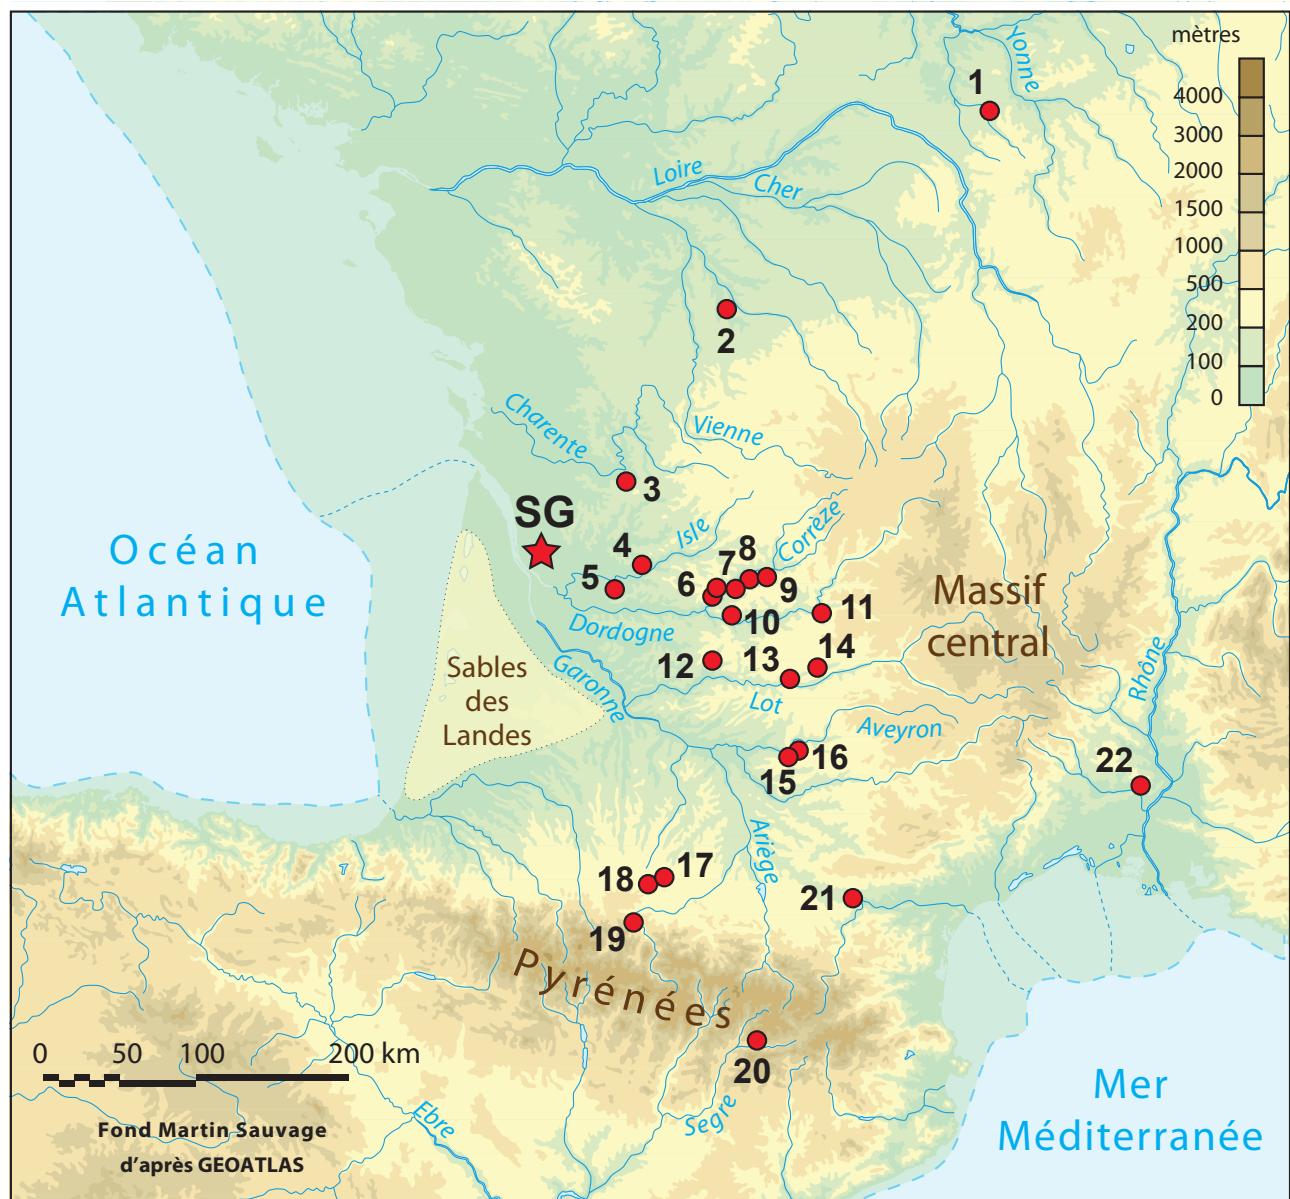 mètres
4000
3000
2000
1500
1000
500
200
100
0
Yonne
1
Loire
Cher
2
Charente
Vienne
3
SG
Isle
Corrèze
4
5
6
7
8
9
10
11
Océan
Atlantique
Massif
central
Dordogne
12
13
14
Sables
des
Landes
Garonne
Lot
Aveyron
Rhône
15
16
22
Ariège
17
18
19
21
Pyrénées
20
0 50 100 200 km
Segre
Ebre
Fond Martin Sauvage
d'après GEOATLAS
Mer
Méditerranée